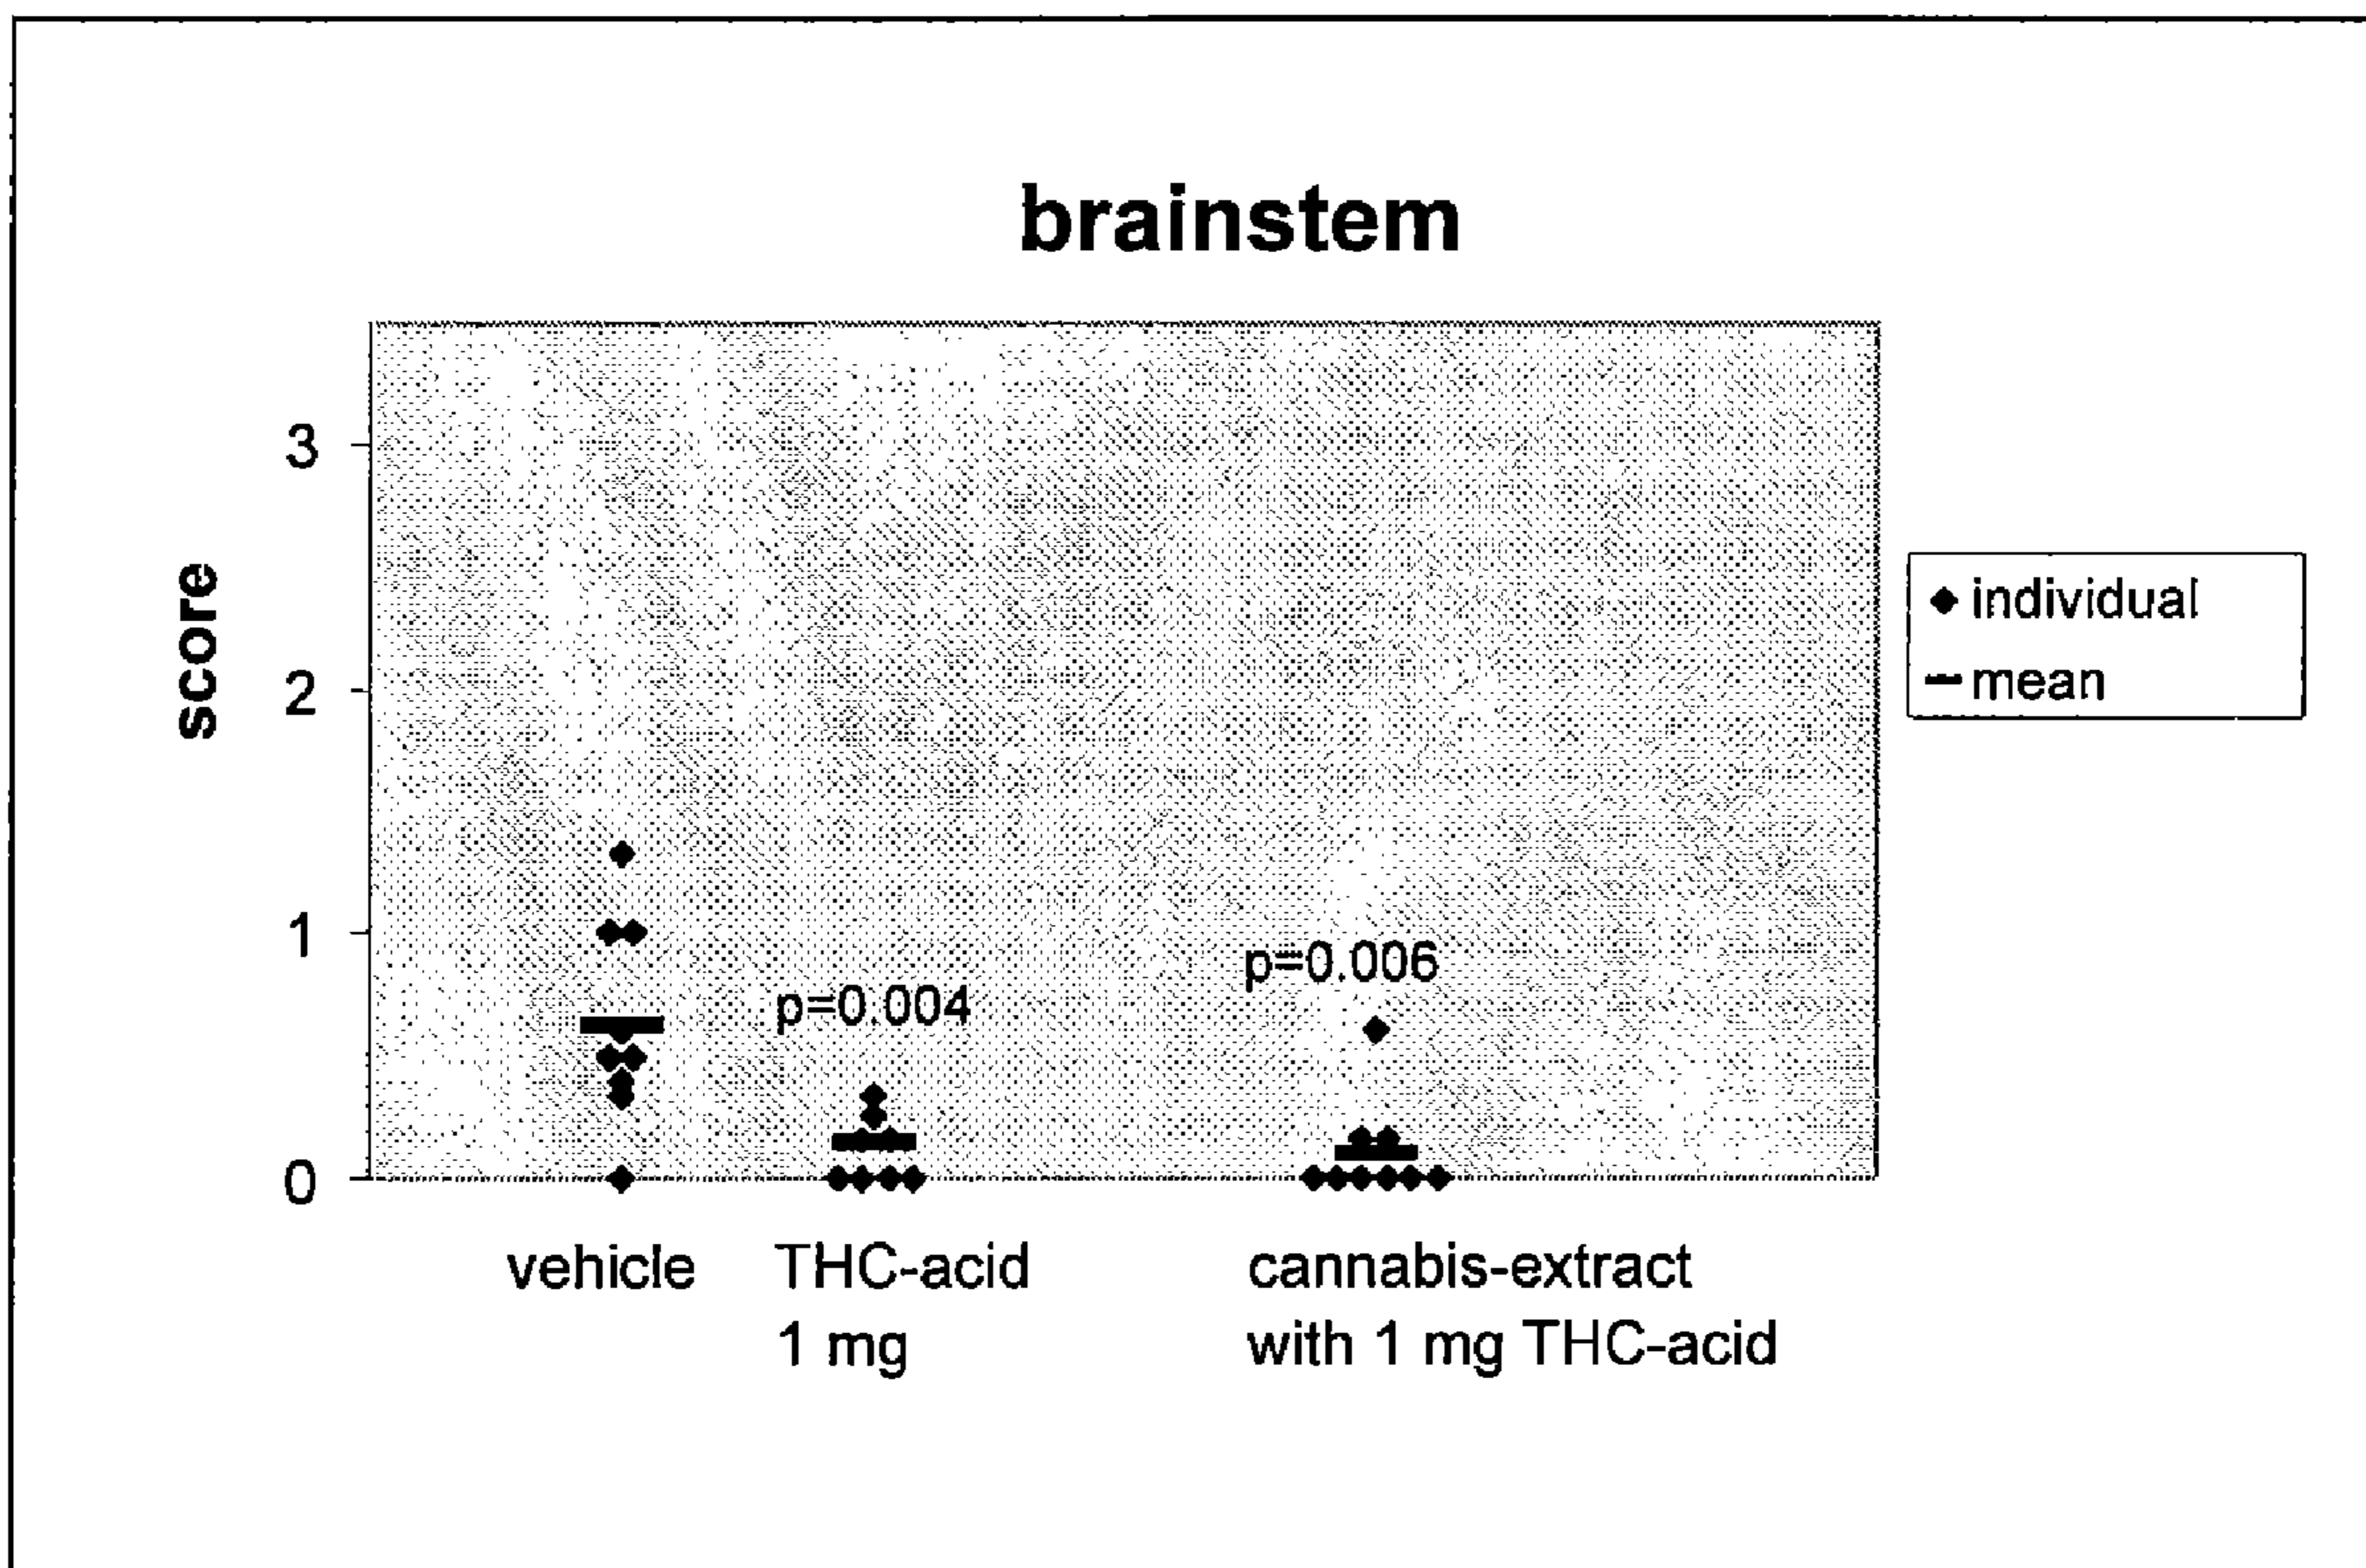 brainstem
3
2
1
0
score
p=0.004
p=0.006
individual
mean
vehicle
THC-acid
1 mg
cannabis-extract
with 1 mg THC-acid